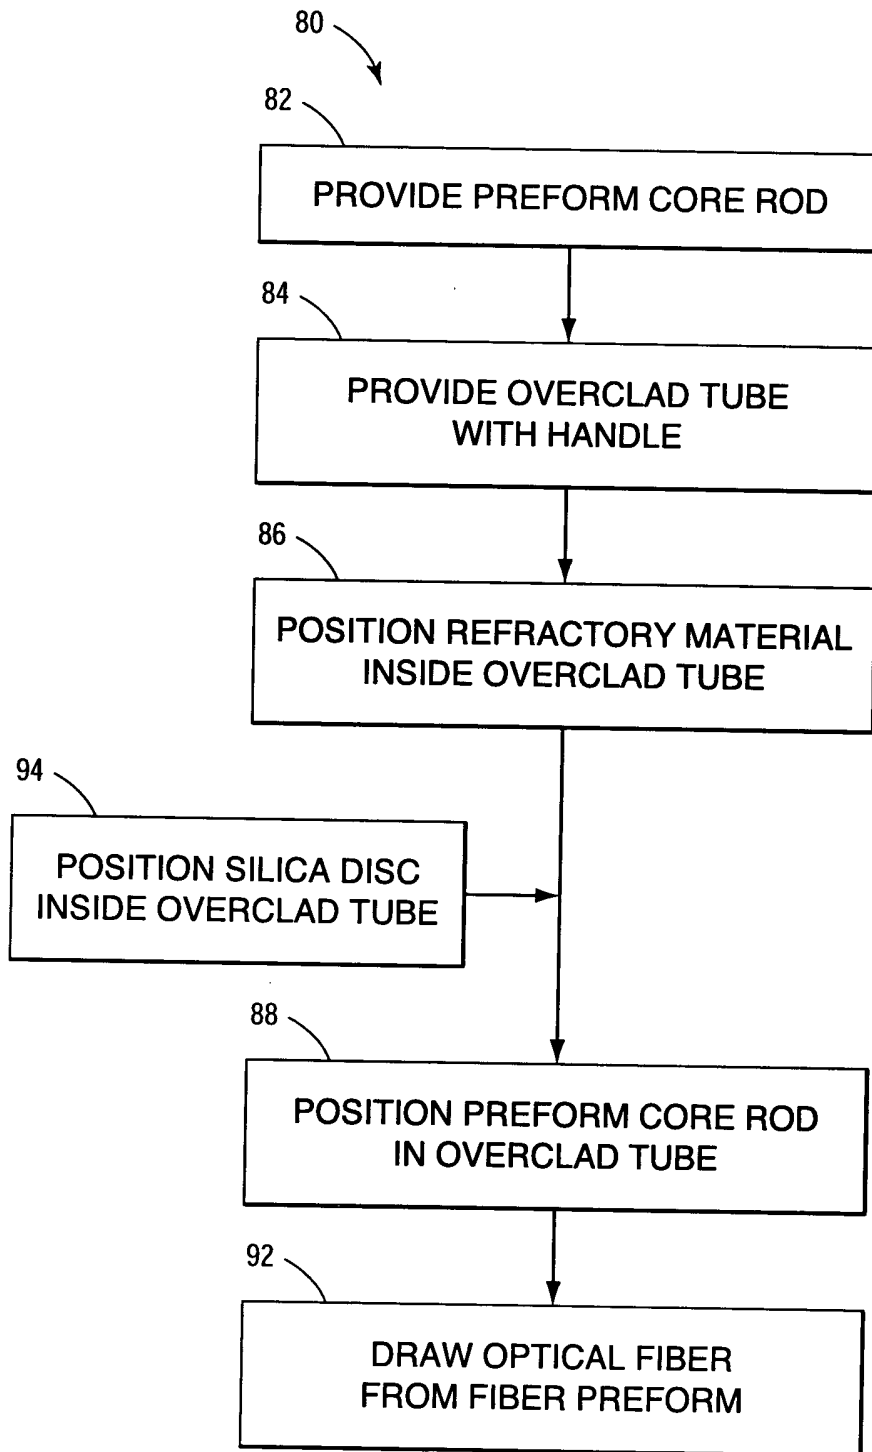 80
82
PROVIDE PREFORM CORE ROD
84
PROVIDE OVERCLAD TUBE
WITH HANDLE
86
POSITION REFRACTORY MATERIAL
INSIDE OVERCLAD TUBE
94
POSITION SILICA DISC
INSIDE OVERCLAD TUBE
88
POSITION PREFORM CORE ROD
IN OVERCLAD TUBE
92
DRAW OPTICAL FIBER
FROM FIBER PREFORM